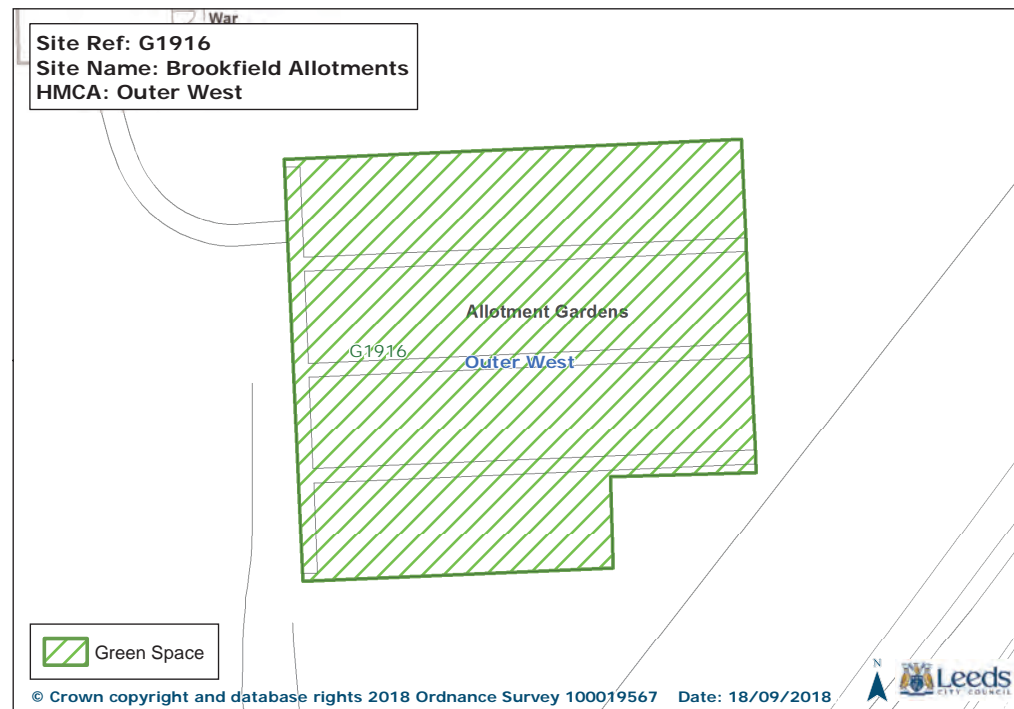 War
Site Ref: G1916
Site Name: Brookfield Allotments
HMCA: Outer West
Allotment Gardens
G1916
Outer West
Green Space
© Crown copyright and database rights 2018 Ordnance Survey 100019567 Date: 18/09/2018
N
Leeds
CITY COUNCIL